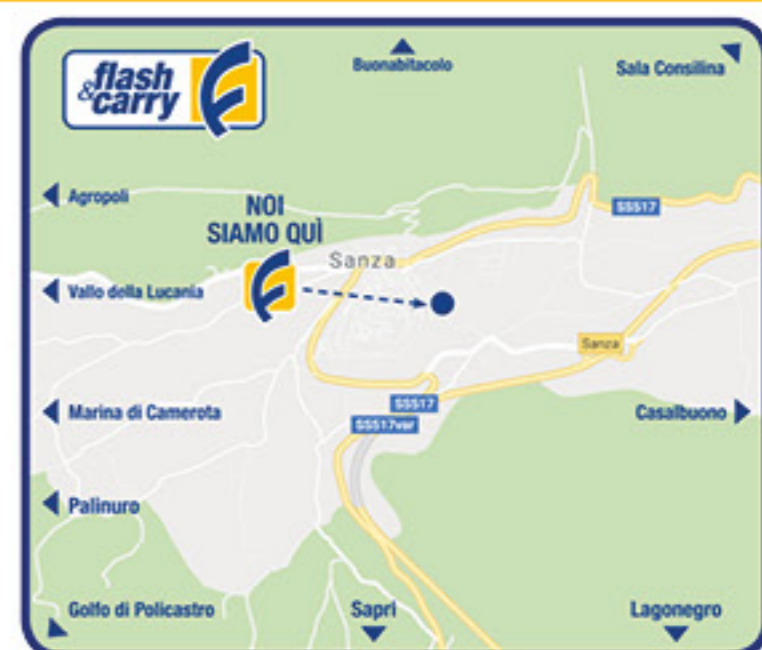 flash
&carry
Buonabitacolo
Sala Consilina
Agropoli
SS517
NOI
SIAMO QUÌ
Sanza
Vallo della Lucania
Sanza
SS517
Marina di Camerota
Casalbuono
SS517var
Palinuro
Golfo di Policastro
Sapri
Lagonegro